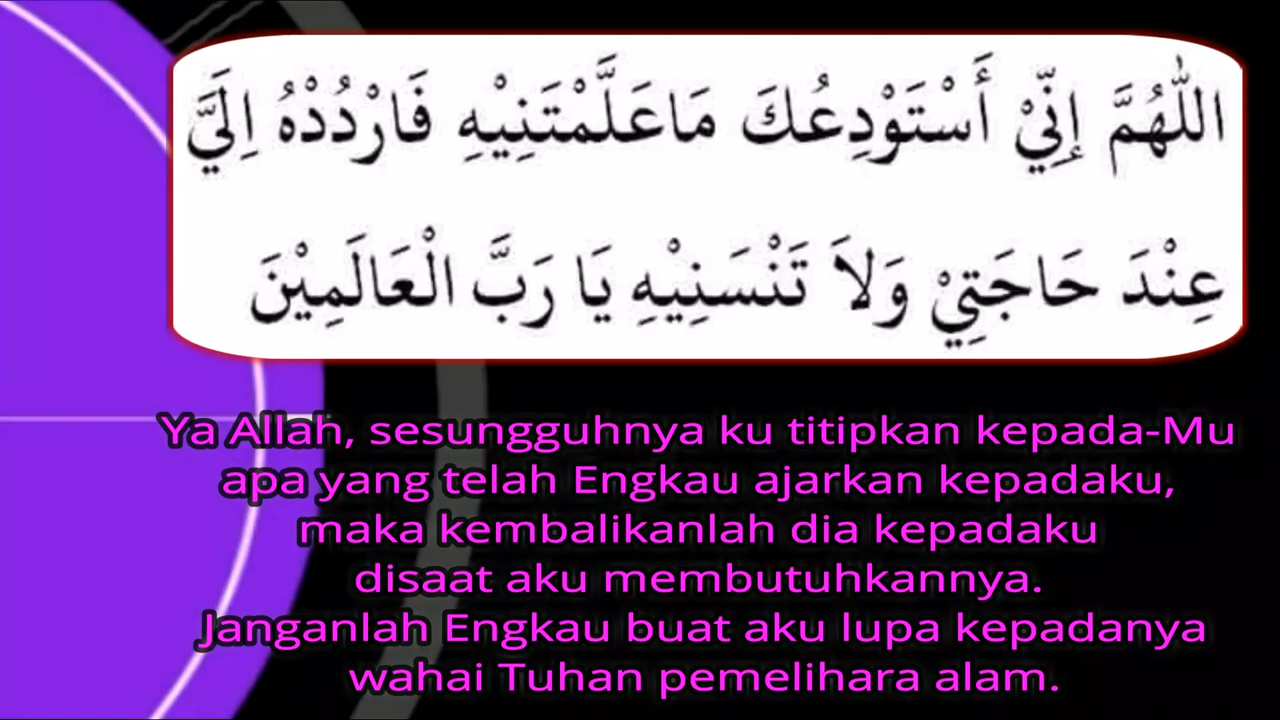 اللّٰهُمَّ إِنِّيْ أَسْتَوْدِعُكَ مَاعَلَّمْتَنِيْهِ فَارْدُدْهُ اِلَيَّ
عِنْدَ حَاجَتِيْ وَلاَ تَنْسَنِيْهِ يَا رَبَّ الْعَالَمِيْنَ
Ya Allah, sesungguhnya ku titipkan kepada-Mu
apa yang telah Engkau ajarkan kepadaku,
maka kembalikanlah dia kepadaku
disaat aku membutuhkannya.
Janganlah Engkau buat aku lupa kepadanya
wahai Tuhan pemelihara alam.